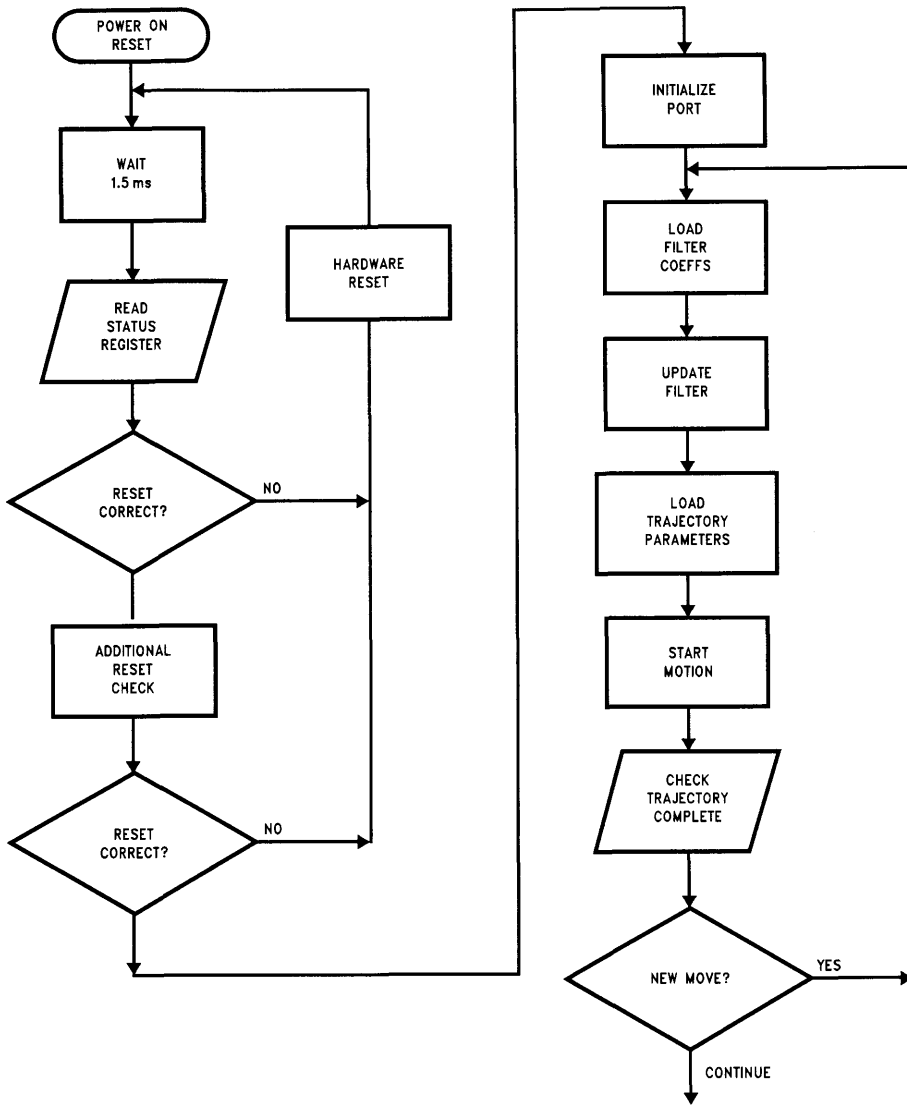 POWER ON
RESET
WAIT
1.5 ms
READ
STATUS
REGISTER
HARDWARE
RESET
RESET
CORRECT?
NO
ADDITIONAL
RESET
CHECK
RESET
CORRECT?
NO
INITIALIZE
PORT
LOAD
FILTER
COEFFS
UPDATE
FILTER
LOAD
TRAJECTORY
PARAMETERS
START
MOTION
CHECK
TRAJECTORY
COMPLETE
NEW MOVE?
YES
CONTINUE